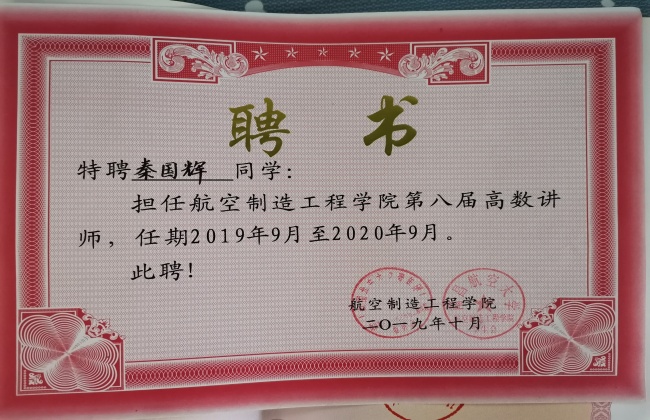 聘 书
特聘秦国辉 同学:
担任航空制造工程学院第八届高数讲
师，任期2019年9月至2020年9月。
此聘!
航空制造工程学院
二〇一九年十月